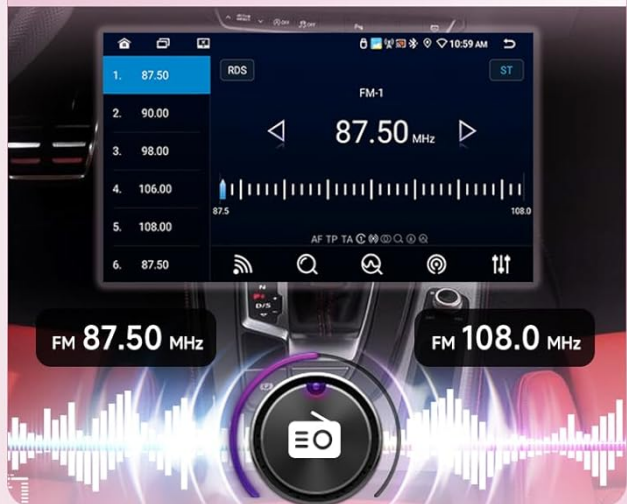 OFF
OFF
10:59 AM
RDS
ST
FM-1
87.50 MHz
1. 87.50
2. 90.00
3. 98.00
4. 106.00
5. 108.00
6. 87.50
87.5
108.0
AF TP TA
N
D/S
FM 87.50 MHz
FM 108.0 MHz